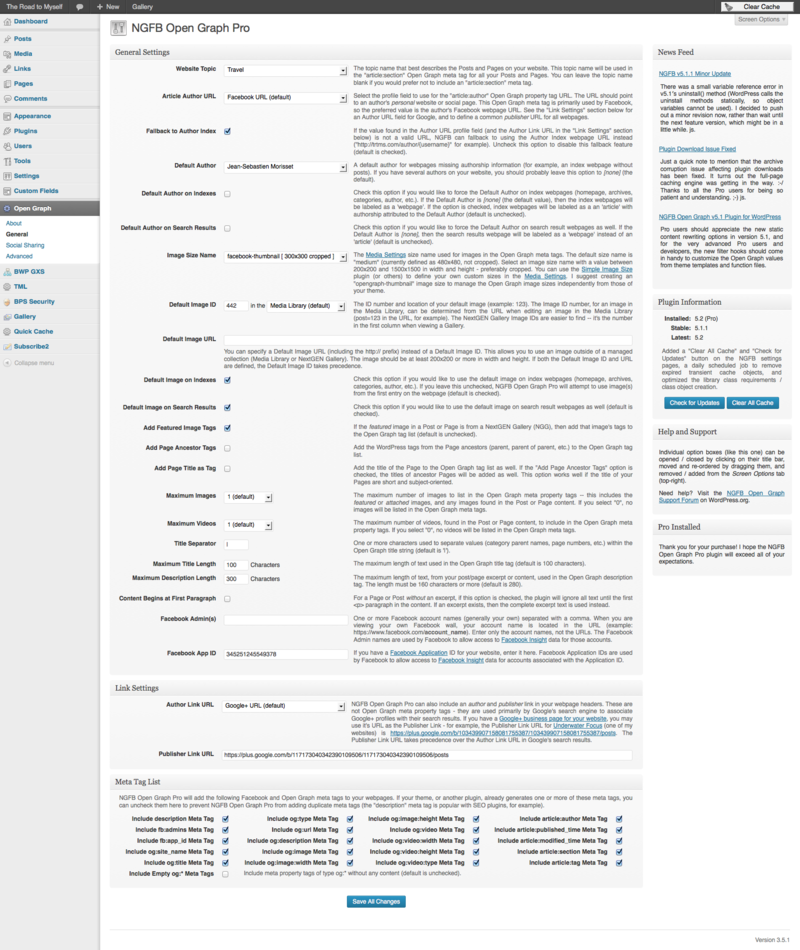 The Road to Myself
+ New
Gallery
Clear Cache
Screen Options
Dashboard
Posts
Media
Links
Pages
Comments
Appearance
Plugins
Users
Tools
Settings
Custom Fields
Open Graph
About
General
Social Sharing
Advanced
BWP GXS
TML
BPS Security
Gallery
Quick Cache
Subscribe2
Collapse menu
NGFB Open Graph Pro
General Settings
Website Topic
Travel
The topic name that best describes the Posts and Pages on your website. This topic name will be used in
the "article:section" Open Graph meta tag for all your Posts and Pages. You can leave the topic name
blank if you would prefer not to include an "article:section" meta tag.
Article Author URL
Facebook URL (default)
Select the profile field to use for the "article:author" Open Graph property tag URL. The URL should point
to an author's personal website or social page. This Open Graph meta tag is primarily used by Facebook,
so the preferred value is the author's Facebook webpage URL. See the "Link Settings" section below for
an Author URL field for Google, and to define a common publisher URL for all webpages.
Fallback to Author Index
If the value found in the Author URL profile field (and the Author Link URL in the "Link Settings" section
below) is not a valid URL, NGFB can fallback to using the Author Index webpage URL instead
("http://trtms.com/author/{username}" for example). Uncheck this option to disable this fallback feature
(default is checked).
Default Author
Jean-Sebastien Morisset
A default author for webpages missing authorship information (for example, an index webpage without
posts). If you have several authors on your website, you should probably leave this option to [none] (the
default).
Default Author on Indexes
Check this option if you would like to force the Default Author on index webpages (homepage, archives,
categories, author, etc.). If the Default Author is [none] (the default value), then the index webpages will
be labeled as a 'webpage'. If the option is checked, index webpages will be labeled as a an 'article' with
authorship attributed to the Default Author (default is unchecked).
Default Author on Search Results
Check this option if you would like to force the Default Author on search result webpages as well. If the
Default Author is [none], then the search results webpage will be labeled as a 'webpage' instead of an
'article' (default is unchecked).
Image Size Name
facebook-thumbnail [ 300x300 cropped ]
The Media Settings size name used for images in the Open Graph meta tags. The default size name is
"medium" (currently defined as 480x480, not cropped). Select an image size name with a value between
200x200 and 1500x1500 in width and height - preferably cropped. You can use the Simple Image Size
plugin (or others) to define your own custom sizes in the Media Settings. I suggest creating an
"opengraph-thumbnail" image size to manage the Open Graph image sizes independently from those of
your theme.
Default Image ID
442 in the Media Library (default)
The ID number and location of your default image (example: 123). The Image ID number, for an image in
the Media Library, can be determined from the URL when editing an image in the Media Library
(post=123 in the URL, for example). The NextGEN Gallery Image IDs are easier to find -- it's the number
in the first column when viewing a Gallery.
Default Image URL
You can specify a Default Image URL (including the http:// prefix) instead of a Default Image ID. This allows you to use an image outside of a managed
collection (Media Library or NextGEN Gallery). The image should be at least 200x200 or more in width and height. If both the Default Image ID and URL
are defined, the Default Image ID takes precedence.
Default Image on Indexes
Check this option if you would like to use the default image on index webpages (homepage, archives,
categories, author, etc.). If you leave this unchecked, NGFB Open Graph Pro will attempt to use image(s)
from the first entry on the webpage (default is checked).
Default Image on Search Results
Check this option if you would like to use the default image on search result webpages as well (default is
checked).
Add Featured Image Tags
If the featured image in a Post or Page is from a NextGEN Gallery (NGG), then add that image's tags to
the Open Graph tag list (default is unchecked).
Add Page Ancestor Tags
Add the WordPress tags from the Page ancestors (parent, parent of parent, etc.) to the Open Graph tag
list.
Add Page Title as Tag
Add the title of the Page to the Open Graph tag list as well. If the "Add Page Ancestor Tags" option is
checked, the titles of ancestor Pages will be added as well. This option works well if the title of your
Pages are short and subject-oriented.
Maximum Images
1 (default)
The maximum number of images to list in the Open Graph meta property tags -- this includes the
featured or attached images, and any images found in the Post or Page content. If you select "0", no
images will be listed in the Open Graph meta tags.
Maximum Videos
1 (default)
The maximum number of videos, found in the Post or Page content, to include in the Open Graph meta
property tags. If you select "0", no videos will be listed in the Open Graph meta tags.
Title Separator
|
One or more characters used to separate values (category parent names, page numbers, etc.) within the
Open Graph title string (default is '|').
Maximum Title Length
100 Characters
The maximum length of text used in the Open Graph title tag (default is 100 characters).
Maximum Description Length
300 Characters
The maximum length of text, from your post/page excerpt or content, used in the Open Graph description
tag. The length must be 160 characters or more (default is 280).
Content Begins at First Paragraph
For a Page or Post without an excerpt, if this option is checked, the plugin will ignore all text until the first
<p> paragraph in the content. If an excerpt exists, then the complete excerpt text is used instead.
Facebook Admin(s)
One or more Facebook account names (generally your own) separated with a comma. When you are
viewing your own Facebook wall, your account name is located in the URL (example:
https://www.facebook.com/account_name). Enter only the account names, not the URLs. The Facebook
Admin names are used by Facebook to allow access to Facebook Insight data for those accounts.
Facebook App ID
345251245549378
If you have a Facebook Application ID for your website, enter it here. Facebook Application IDs are used
by Facebook to allow access to Facebook Insight data for accounts associated with the Application ID.
Link Settings
Author Link URL
Google+ URL (default)
NGFB Open Graph Pro can also include an author and publisher link in your webpage headers. These are
not Open Graph meta property tags - they are used primarily by Google's search engine to associate
Google+ profiles with their search results. If you have a Google+ business page for your website, you may
use it's URL as the Publisher Link - for example, the Publisher Link URL for Underwater Focus (one of my
websites) is https://plus.google.com/b/103439907158081755387/103439907158081755387/posts. The
Publisher Link URL takes precedence over the Author Link URL in Google's search results.
Publisher Link URL
https://plus.google.com/b/117173040342390109506/117173040342390109506/posts
Meta Tag List
NGFB Open Graph Pro will add the following Facebook and Open Graph meta tags to your webpages. If your theme, or another plugin, already generates one or more of these meta tags, you
can uncheck them here to prevent NGFB Open Graph Pro from adding duplicate meta tags (the "description" meta tag is popular with SEO plugins, for example).
Include description Meta Tag
Include og:type Meta Tag
Include og:image:height Meta Tag
Include article:author Meta Tag
Include fb:admins Meta Tag
Include og:url Meta Tag
Include og:video Meta Tag
Include article:published_time Meta Tag
Include fb:app_id Meta Tag
Include og:description Meta Tag
Include og:video:width Meta Tag
Include article:modified_time Meta Tag
Include og:site_name Meta Tag
Include og:image Meta Tag
Include og:video:height Meta Tag
Include article:section Meta Tag
Include og:title Meta Tag
Include og:image:width Meta Tag
Include og:video:type Meta Tag
Include article:tag Meta Tag
Include Empty og:* Meta Tags
Include meta property tags of type og:* without any content (default is unchecked).
Save All Changes
News Feed
NGFB v5.1.1 Minor Update
There was a small variable reference error in
v5.1's uninstall() method (WordPress calls the
uninstall methods statically, so object
variables cannot be used). I decided to push
out a minor revision now, rather than wait until
the next feature version, which might be in a
little while. js.
Plugin Download Issue Fixed
Just a quick note to mention that the archive
corruption issue affecting plugin downloads
has been fixed. It turns out the full-page
caching engine was getting in the way. :-/
Thanks to all the Pro users for being so
patient and understanding. ;-) js.
NGFB Open Graph v5.1 Plugin for WordPress
Pro users should appreciate the new static
content rewriting options in version 5.1, and
for the very advanced Pro users and
developers, the new filter hooks should
come in handy to customize the Open Graph values
from theme templates and function files.
Plugin Information
Installed: 5.2 (Pro)
Stable: 5.1.1
Latest: 5.2
Added a "Clear All Cache" and "Check for
Updates" button on the NGFB settings
pages, a daily scheduled job to remove
expired transient cache objects, and
optimized the library class requirements /
class object creation.
Check for Updates
Clear All Cache
Help and Support
Individual option boxes (like this one) can be
opened / closed by clicking on their title bar,
moved and re-ordered by dragging them, and
removed / added from the Screen Options tab
(top-right).
Need help? Visit the NGFB Open Graph
Support Forum on WordPress.org.
Pro Installed
Thank you for your purchase! I hope the NGFB
Open Graph Pro plugin will exceed all of your
expectations.
Version 3.5.1